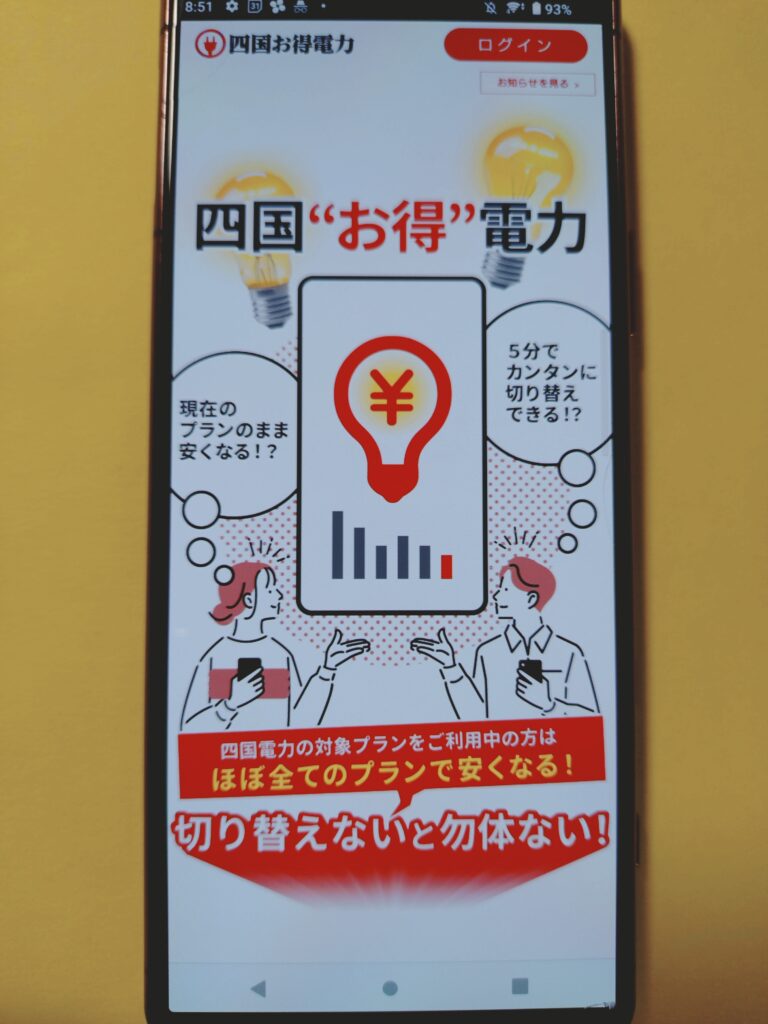 8:51
31
93%
四国お得電力
ログイン
お知らせを見る >
四国“お得”電力
現在の
プランのまま
安くなる!?
5分で
カンタンに
切り替え
できる!?
¥
四国電力の対象プランをご利用中の方は
ほぼ全てのプランで安くなる!
切り替えないと勿体ない!